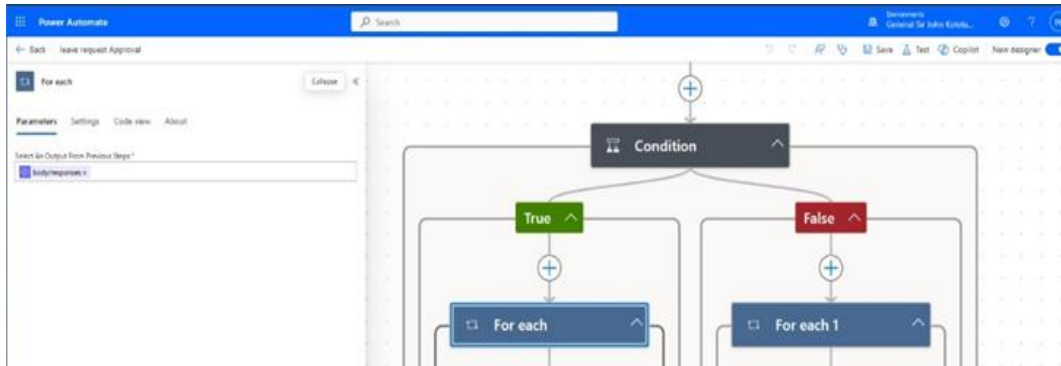 Power Automate
Search
Environments
General Sir John Kotela...
Back
leave request Approval
Save
Test
Copilot
New designer
For each
Collapse
Parameters
Settings
Code view
About
Select An Output From Previous Steps *
body/responses x
Condition
True
False
For each
For each 1